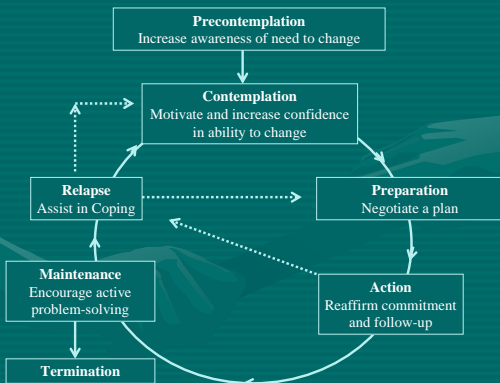 Precontemplation
Increase awareness of need to change
Contemplation
Motivate and increase confidence
in ability to change
Relapse
Assist in Coping
Preparation
Negotiate a plan
Maintenance
Encourage active
problem-solving
Action
Reaffirm commitment
and follow-up
Termination